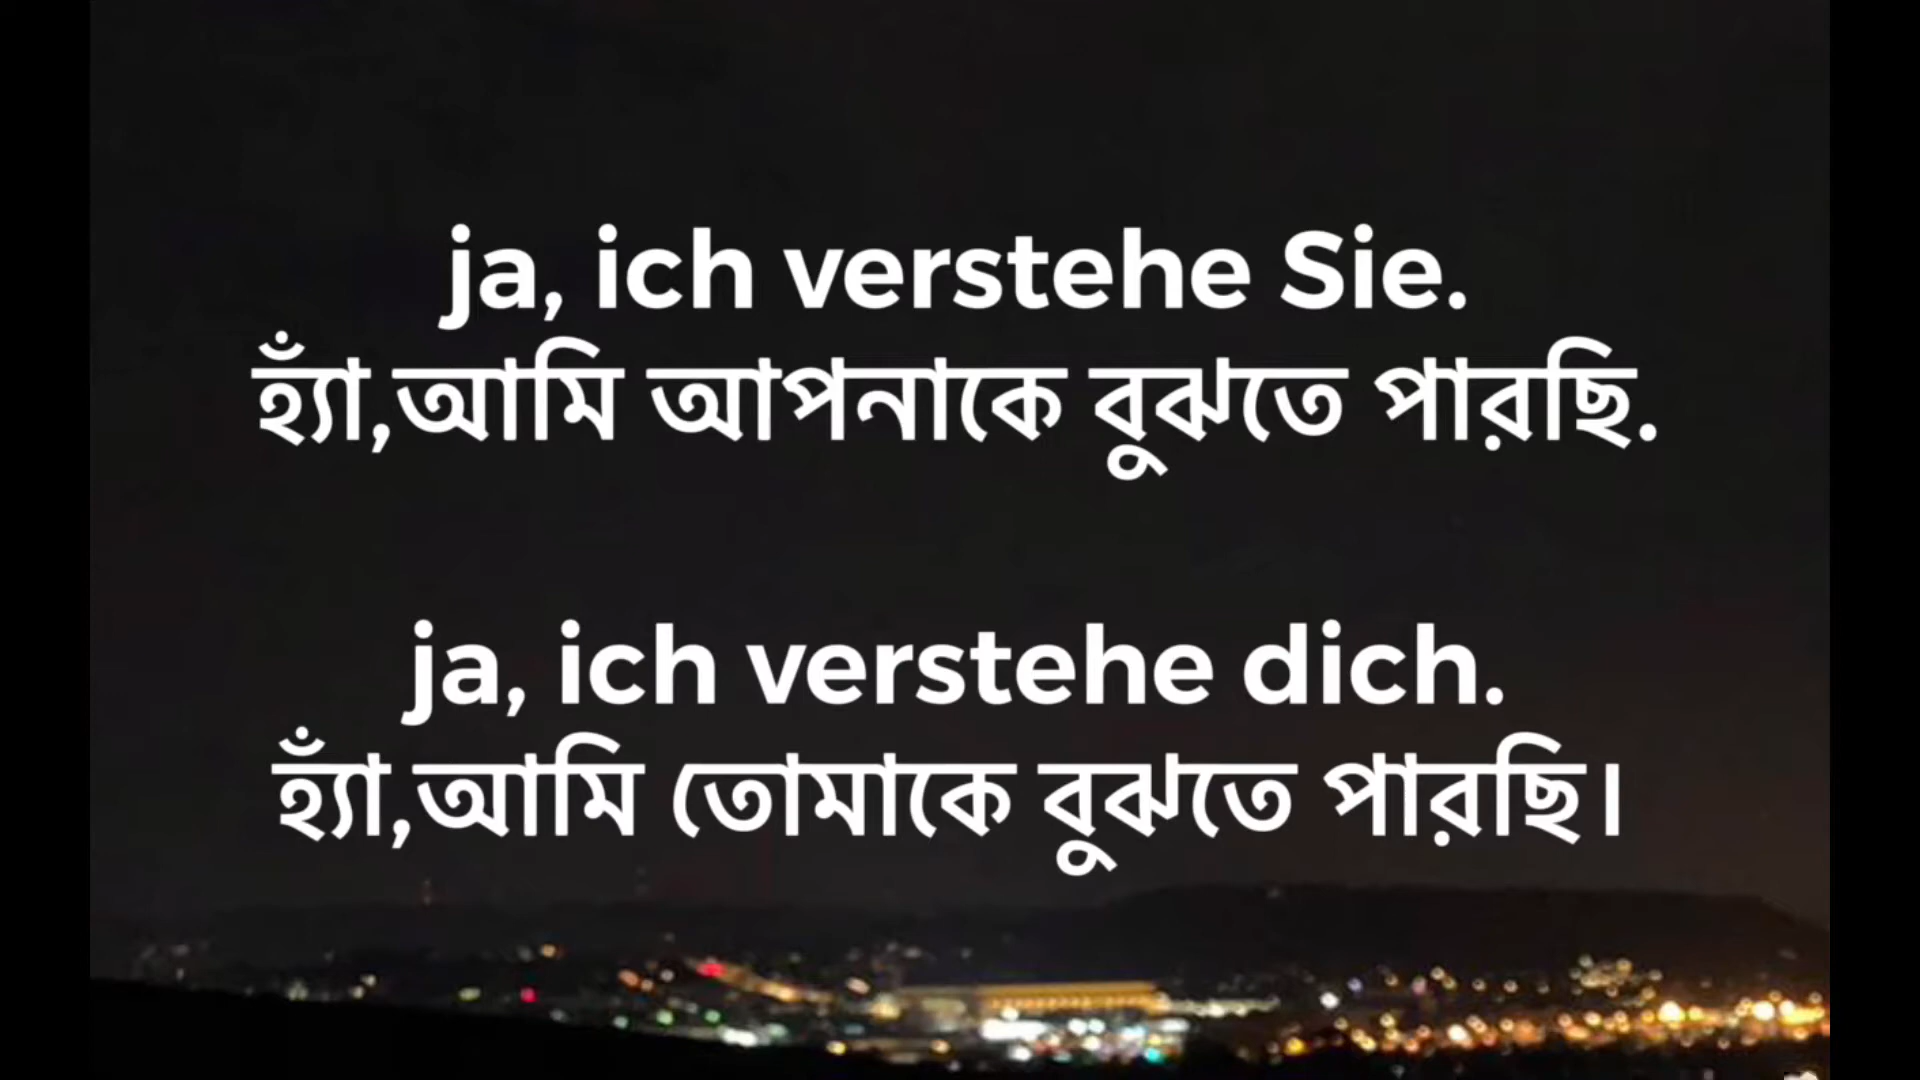 ja, ich verstehe Sie.
হ্যাঁ,আমি আপনাকে বুঝতে পারছি.
ja, ich verstehe dich.
হ্যাঁ,আমি তোমাকে বুঝতে পারছি।